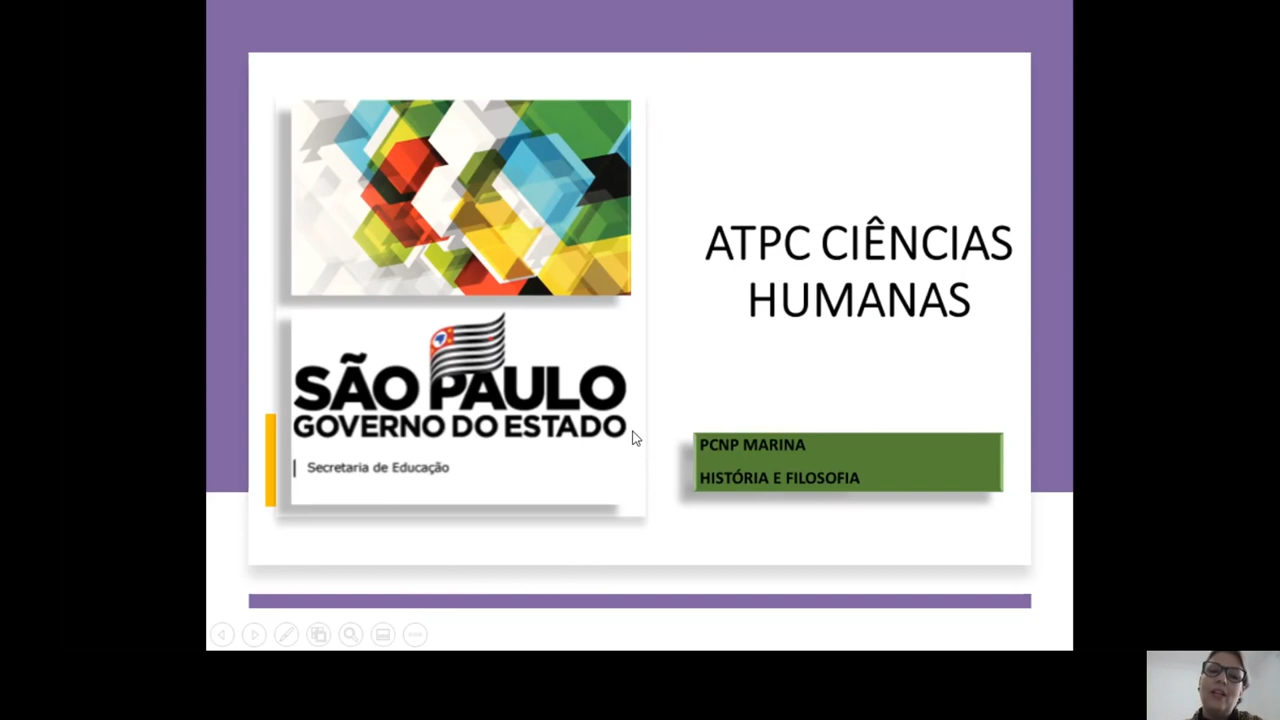 ATPC CIÊNCIAS
HUMANAS
SÃO PAULO
GOVERNO DO ESTADO
Secretaria de Educação
PCNP MARINA
HISTÓRIA E FILOSOFIA